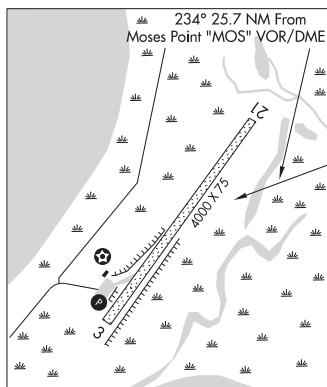 234° 25.7 NM From
Moses Point "MOS" VOR/DME
21
4000 X 75
P
3